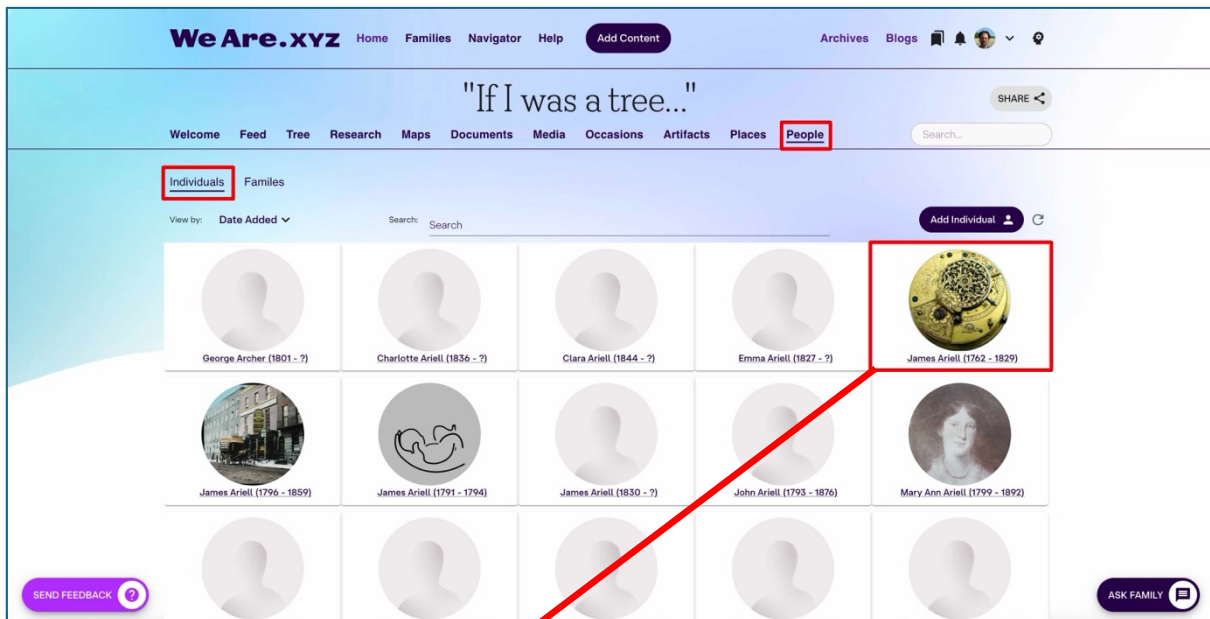 We Are.xyz Home Families Navigator Help Add Content Archives Blogs
"If I was a tree..."
SHARE
Welcome Feed Tree Research Maps Documents Media Occasions Artifacts Places People Search...
Individuals Familes
View by: Date Added Search: Search Add Individual
George Archer (1801 - ?) Charlotte Ariell (1836 - ?) Clara Ariell (1844 - ?) Emma Ariell (1827 - ?) James Ariell (1762 - 1829)
James Ariell (1796 - 1859) James Ariell (1791 - 1794) James Ariell (1830 - ?) John Ariell (1793 - 1876) Mary Ann Ariell (1799 - 1892)
SEND FEEDBACK ? ASK FAMILY